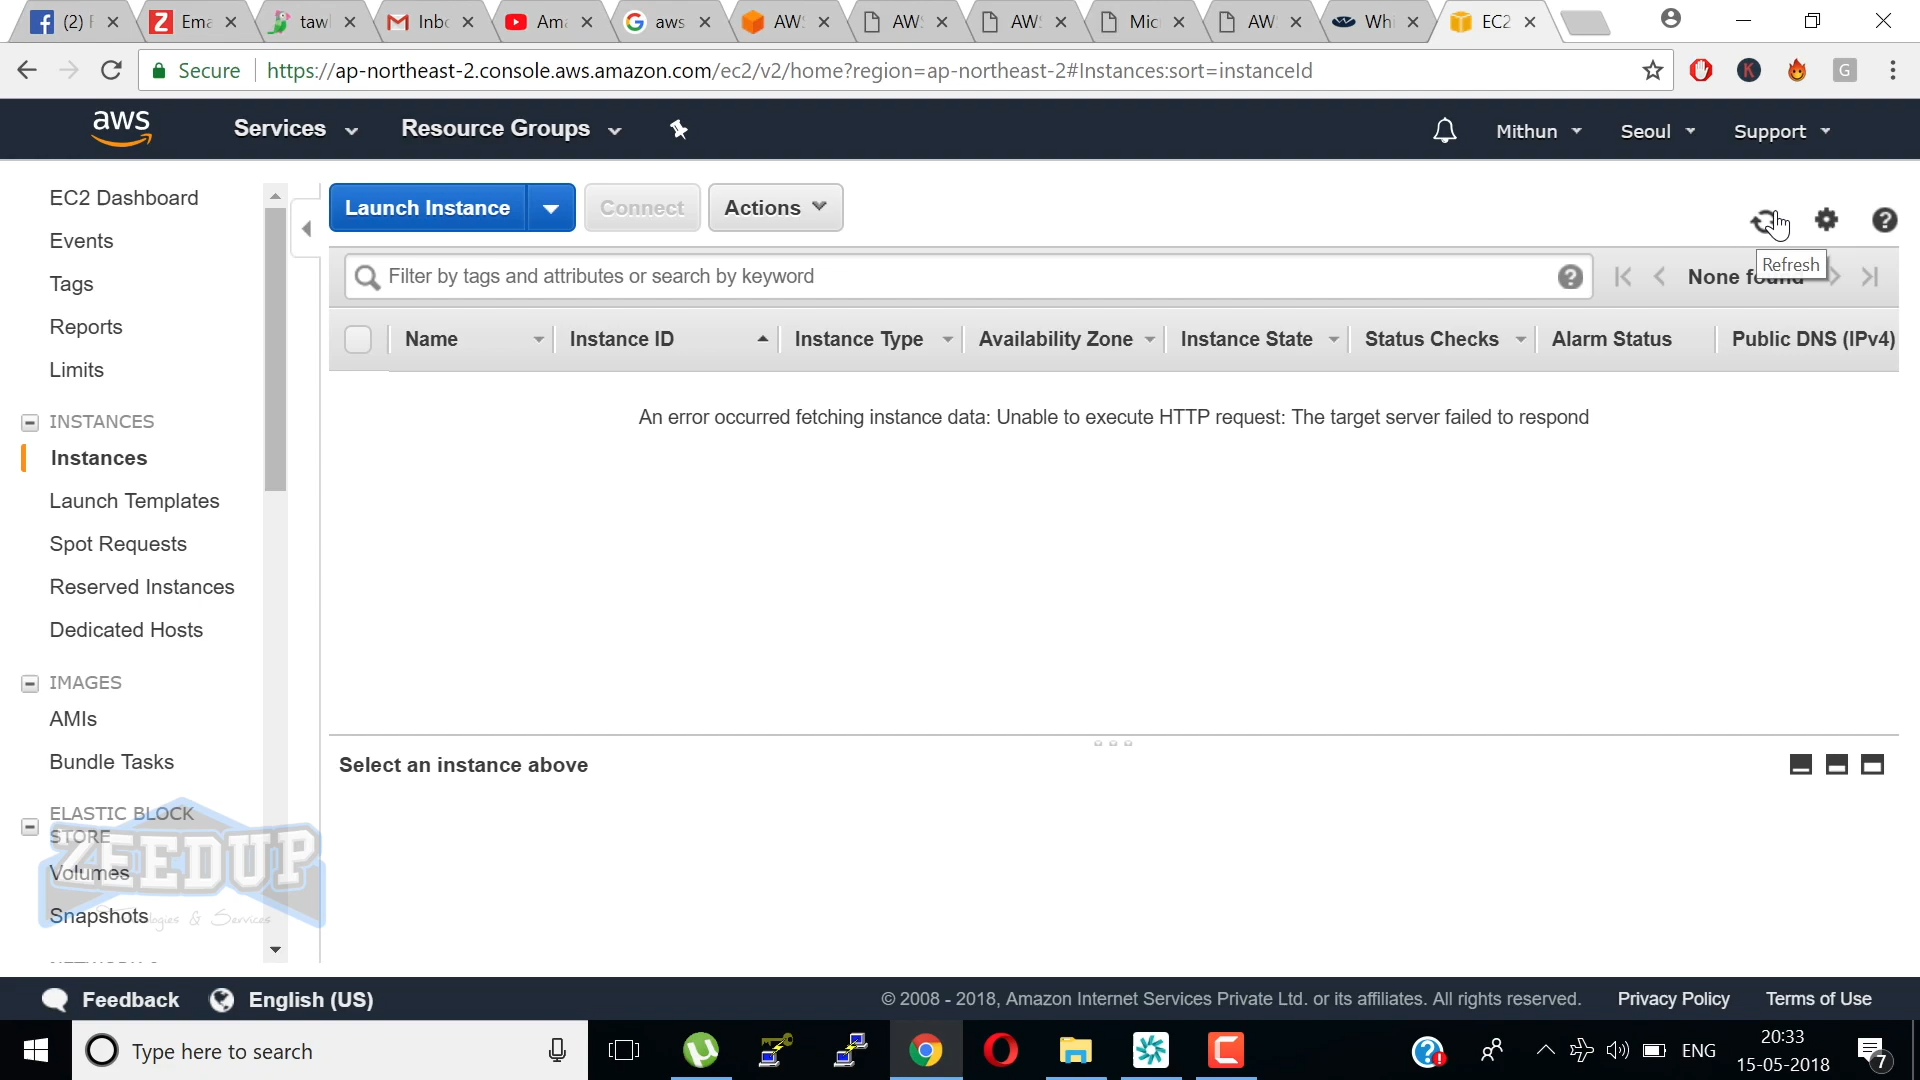 (2) F
Ema
taw
Inbo
Am
aws
AW
AW
AW
Mic
AW
Whi
EC2
Secure
https://ap-northeast-2.console.aws.amazon.com/ec2/v2/home?region=ap-northeast-2#Instances:sort=instanceId
aws
Services
Resource Groups
Mithun
Seoul
Support
EC2 Dashboard
Events
Tags
Reports
Limits
INSTANCES
Instances
Launch Templates
Spot Requests
Reserved Instances
Dedicated Hosts
IMAGES
AMIs
Bundle Tasks
ELASTIC BLOCK
STORE
Volumes
Snapshots
ZEEDUP
& Services
Launch Instance
Connect
Actions
Refresh
Filter by tags and attributes or search by keyword
None found
Name
Instance ID
Instance Type
Availability Zone
Instance State
Status Checks
Alarm Status
Public DNS (IPv4)
An error occurred fetching instance data: Unable to execute HTTP request: The target server failed to respond
Select an instance above
Feedback
English (US)
© 2008 - 2018, Amazon Internet Services Private Ltd. or its affiliates. All rights reserved.
Privacy Policy
Terms of Use
Type here to search
ENG
20:33
15-05-2018
7